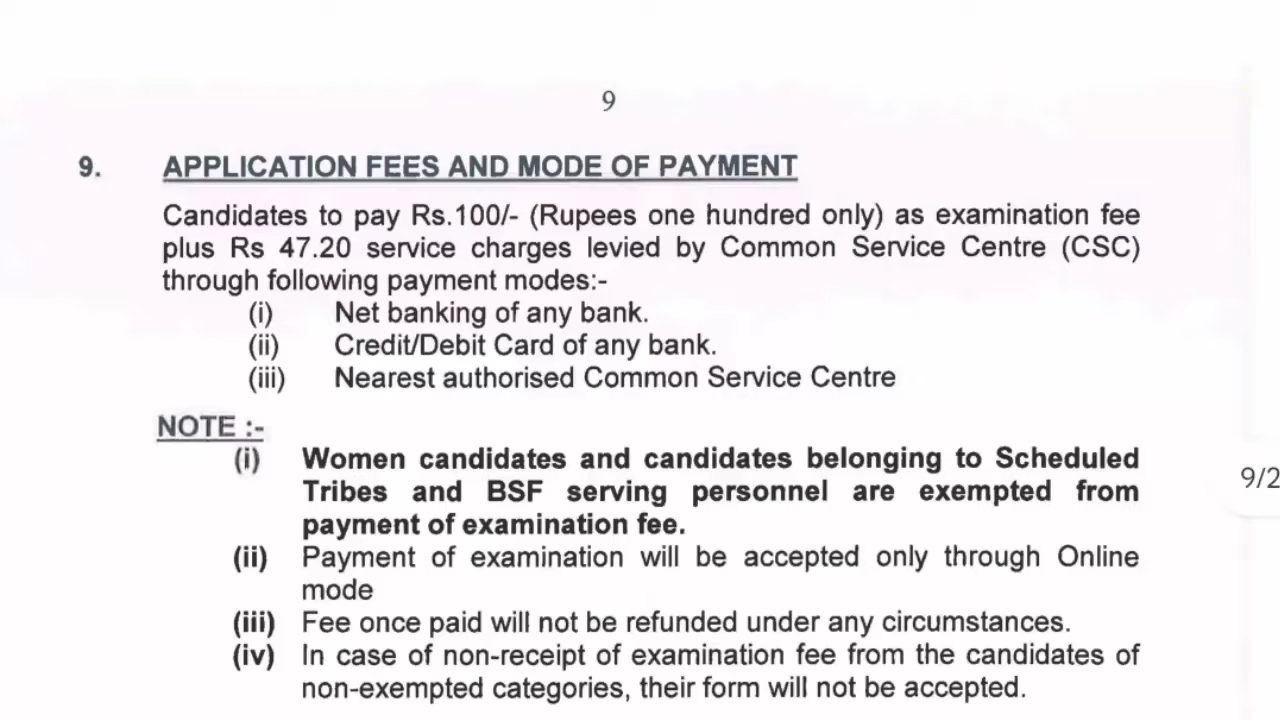 9
9. APPLICATION FEES AND MODE OF PAYMENT
Candidates to pay Rs.100/- (Rupees one hundred only) as examination fee
plus Rs 47.20 service charges levied by Common Service Centre (CSC)
through following payment modes:-
(i) Net banking of any bank.
(ii) Credit/Debit Card of any bank.
(iii) Nearest authorised Common Service Centre
NOTE :-
(i) Women candidates and candidates belonging to Scheduled
Tribes and BSF serving personnel are exempted from
payment of examination fee.
9/2
(ii) Payment of examination will be accepted only through Online
mode
(iii) Fee once paid will not be refunded under any circumstances.
(iv) In case of non-receipt of examination fee from the candidates of
non-exempted categories, their form will not be accepted.